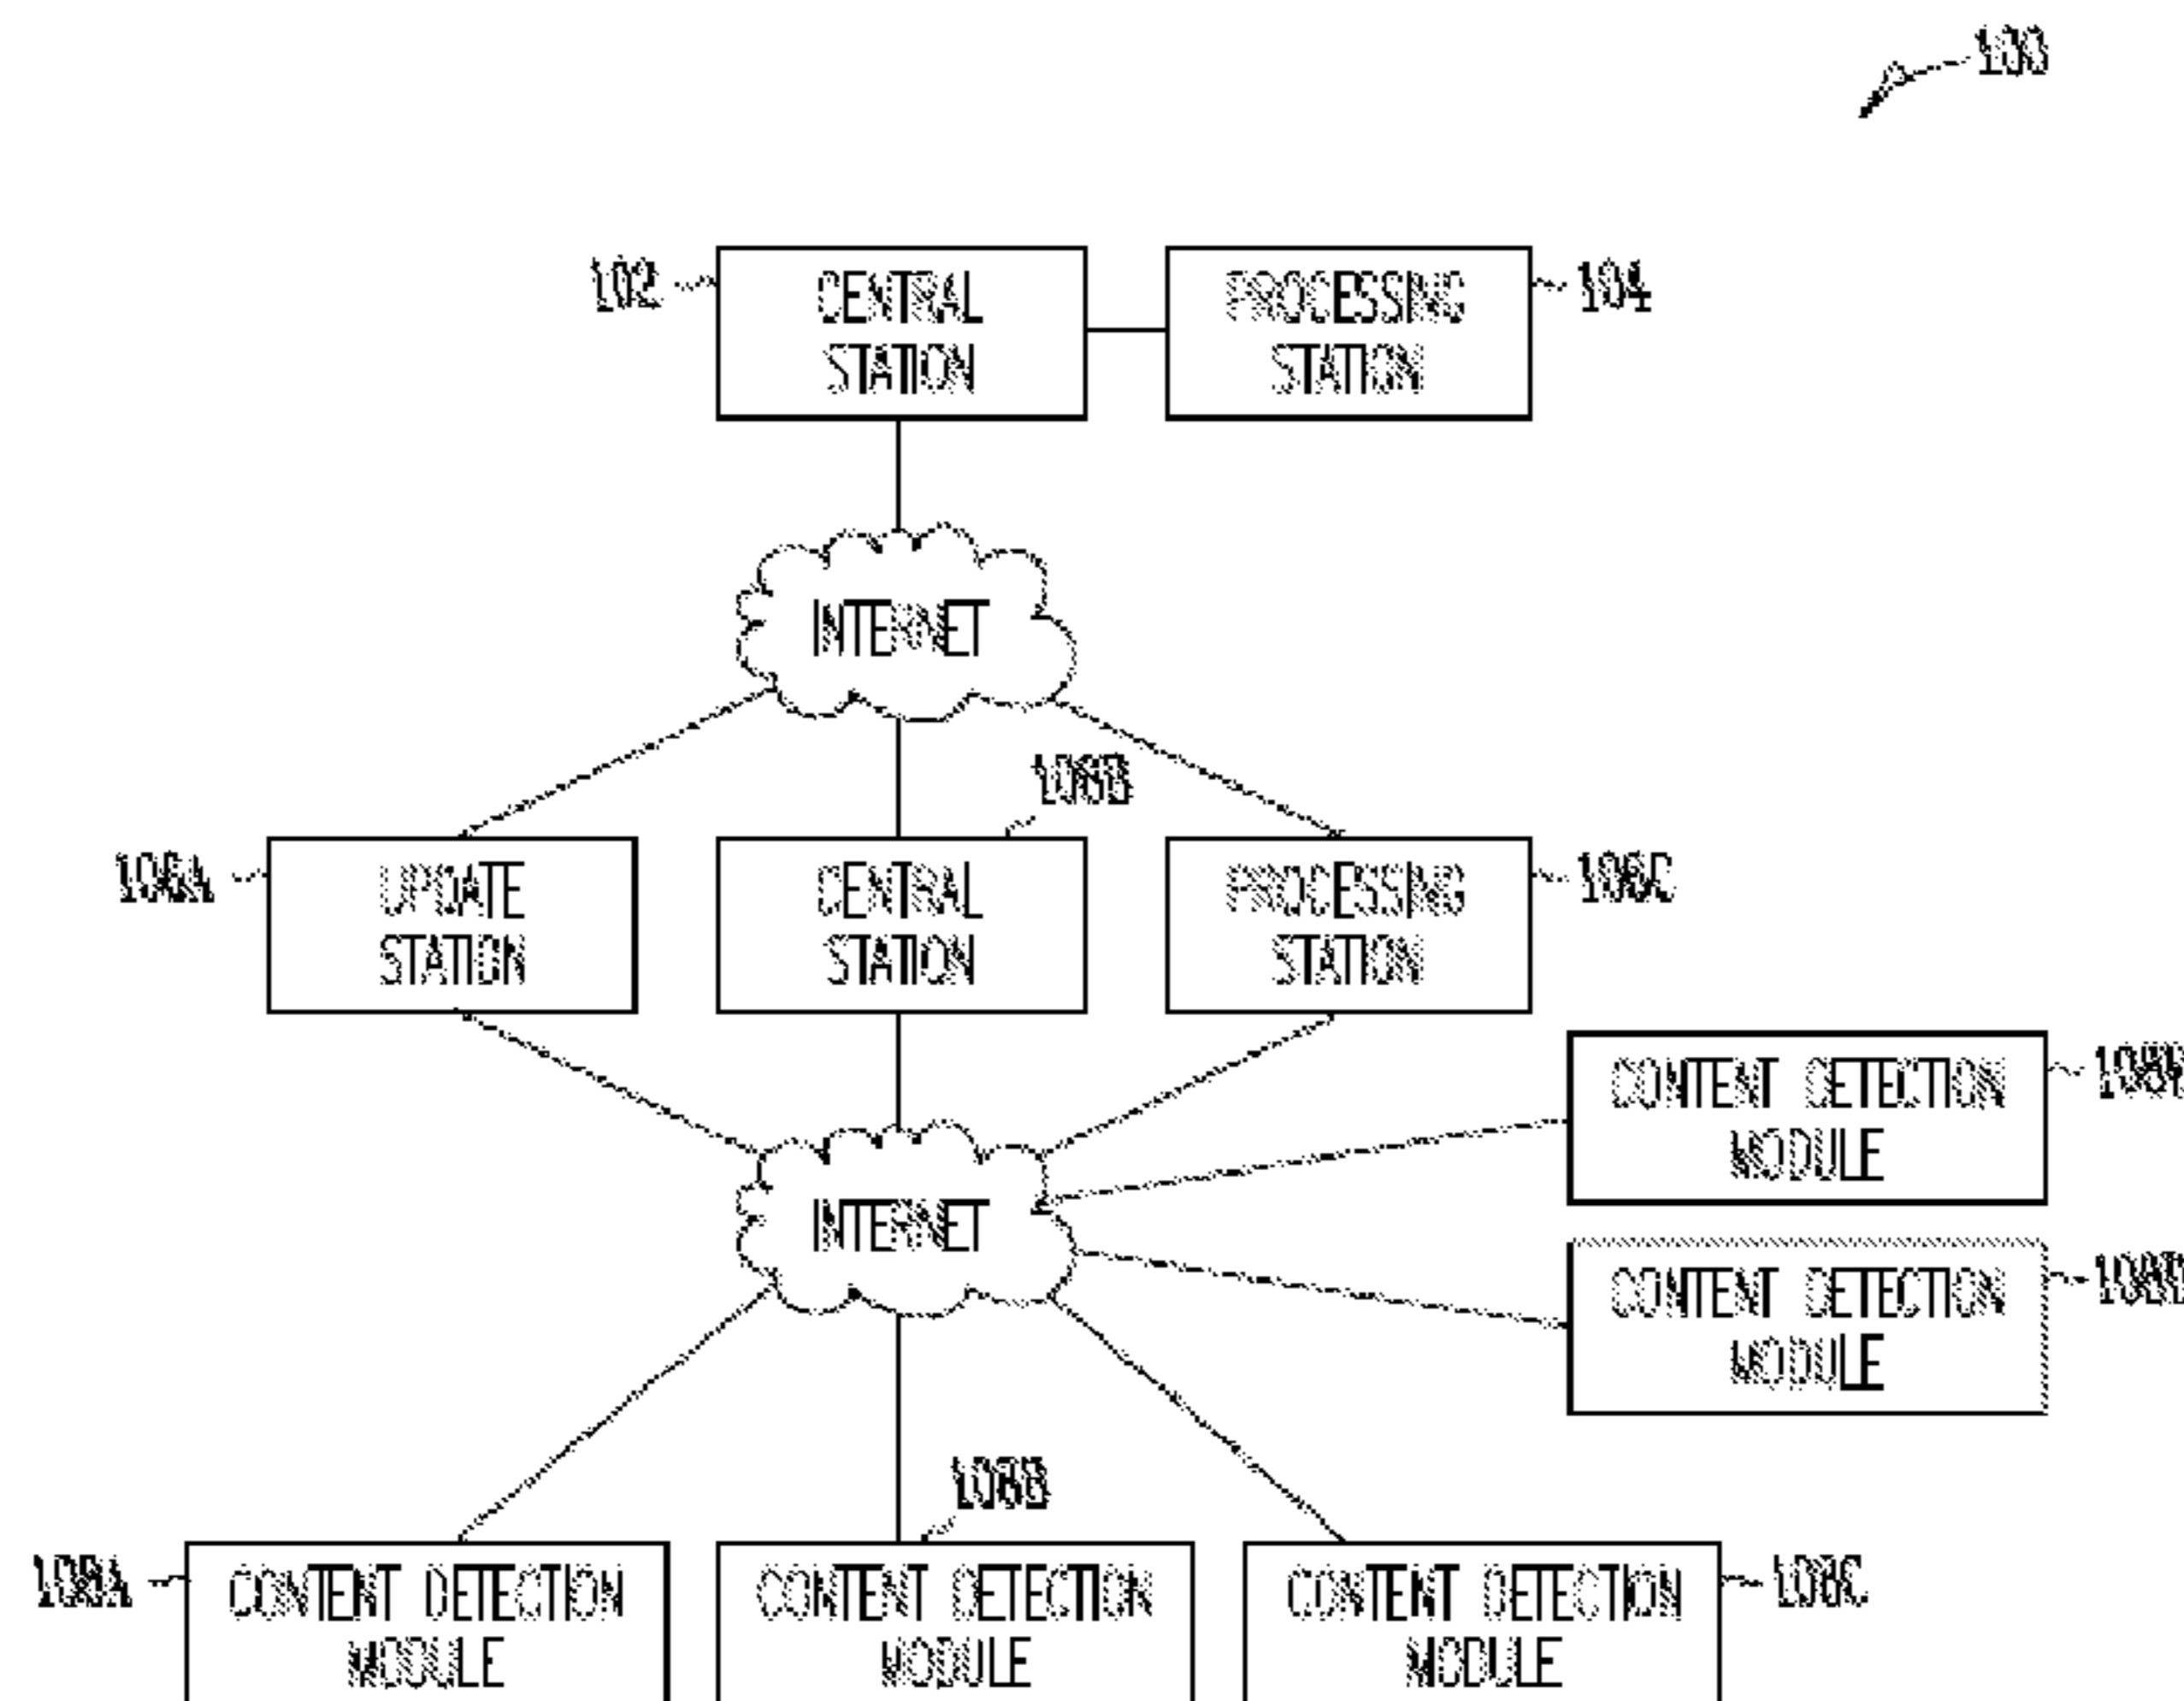 100
102
CENTRAL
STATION
PROCESSING
STATION
104
INTERNET
106B
106A
UPDATE
STATION
CENTRAL
STATION
PROCESSING
STATION
106C
CONTENT DETECTION
MODULE
INTERNET
CONTENT DETECTION
MODULE
108B
108A
CONTENT DETECTION
MODULE
CONTENT DETECTION
MODULE
CONTENT DETECTION
MODULE
108C